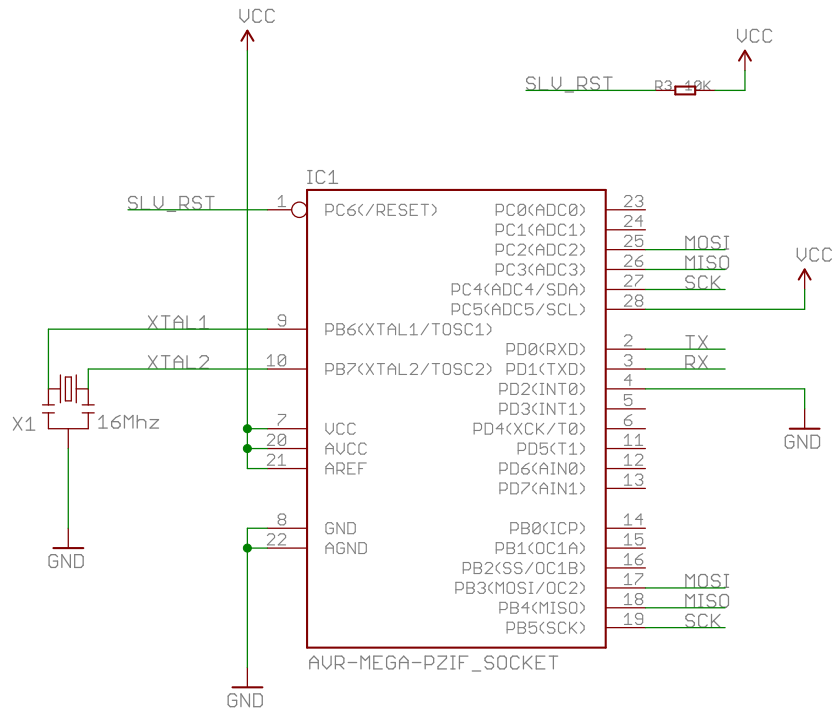 VCC
VCC
SLV_RST
R3 10K
IC1
SLV_RST
1
PC6(/RESET)
PC0(ADC0)
23
PC1(ADC1)
24
PC2(ADC2)
25
MOSI
VCC
PC3(ADC3)
26
MISO
PC4(ADC4/SDA)
27
SCK
PC5(ADC5/SCL)
28
XTAL1
9
PB6(XTAL1/TOSC1)
PD0(RXD)
2
TX
XTAL2
10
PB7(XTAL2/TOSC2)
PD1(TXD)
3
RX
PD2(INT0)
4
PD3(INT1)
5
X1
16Mhz
7
VCC
PD4(XCK/T0)
6
GND
20
AVCC
PD5(T1)
11
21
AREF
PD6(AIN0)
12
PD7(AIN1)
13
8
GND
PB0(ICP)
14
22
AGND
PB1(OC1A)
15
GND
PB2(SS/OC1B)
16
PB3(MOSI/OC2)
17
MOSI
PB4(MISO)
18
MISO
PB5(SCK)
19
SCK
AVR-MEGA-PZIF_SOCKET
GND